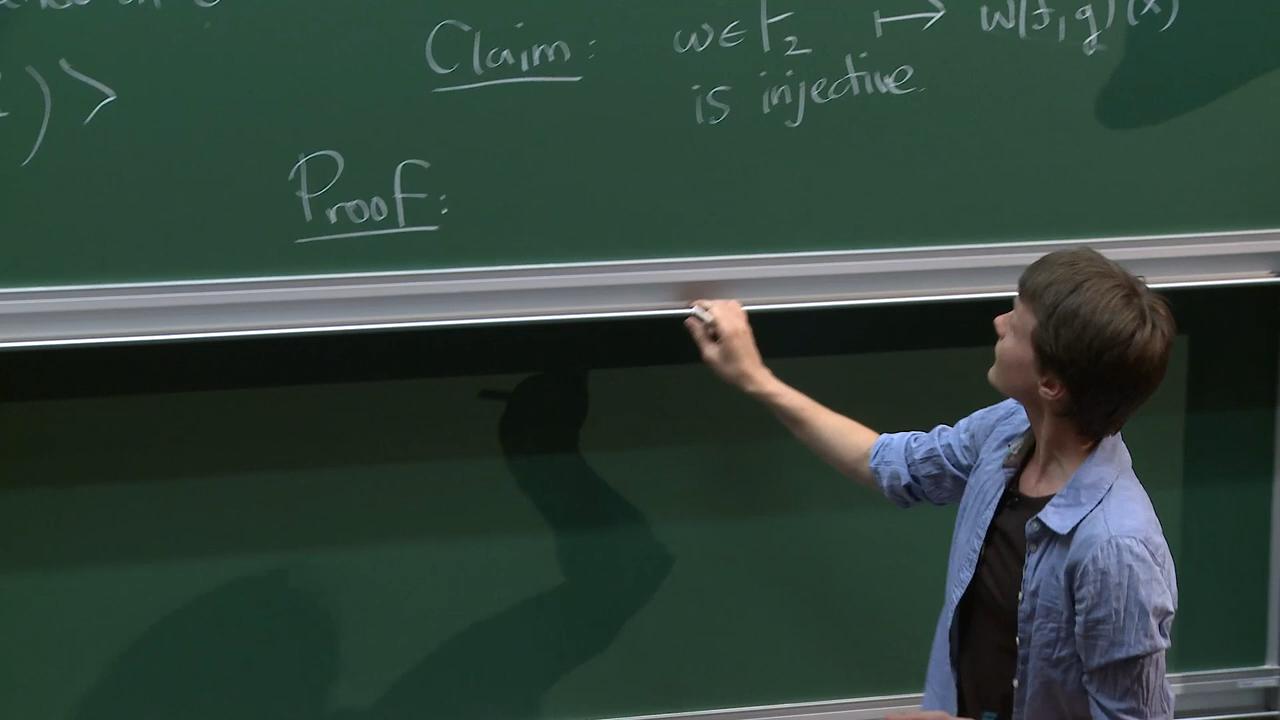 Claim: w ∈ F₂ ↦ w(f,g)(x)
is injective.
) >
Proof: